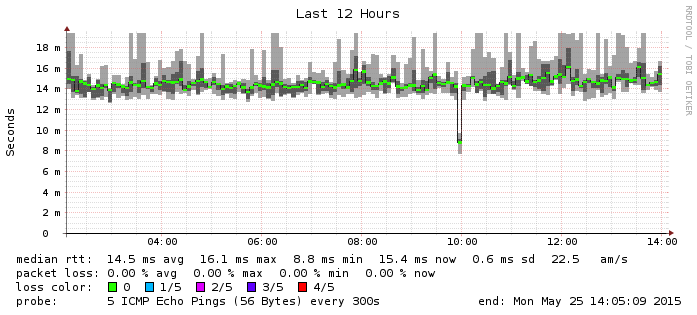 Last 12 Hours
RRDTOOL / TOBI OETIKER
Seconds
18 m
16 m
14 m
12 m
10 m
8 m
6 m
4 m
2 m
0
04:00 06:00 08:00 10:00 12:00 14:00
median rtt: 14.5 ms avg 16.1 ms max 8.8 ms min 15.4 ms now 0.6 ms sd 22.5 am/s
packet loss: 0.00 % avg 0.00 % max 0.00 % min 0.00 % now
loss color: 0 1/5 2/5 3/5 4/5
probe: 5 ICMP Echo Pings (56 Bytes) every 300s end: Mon May 25 14:05:09 2015